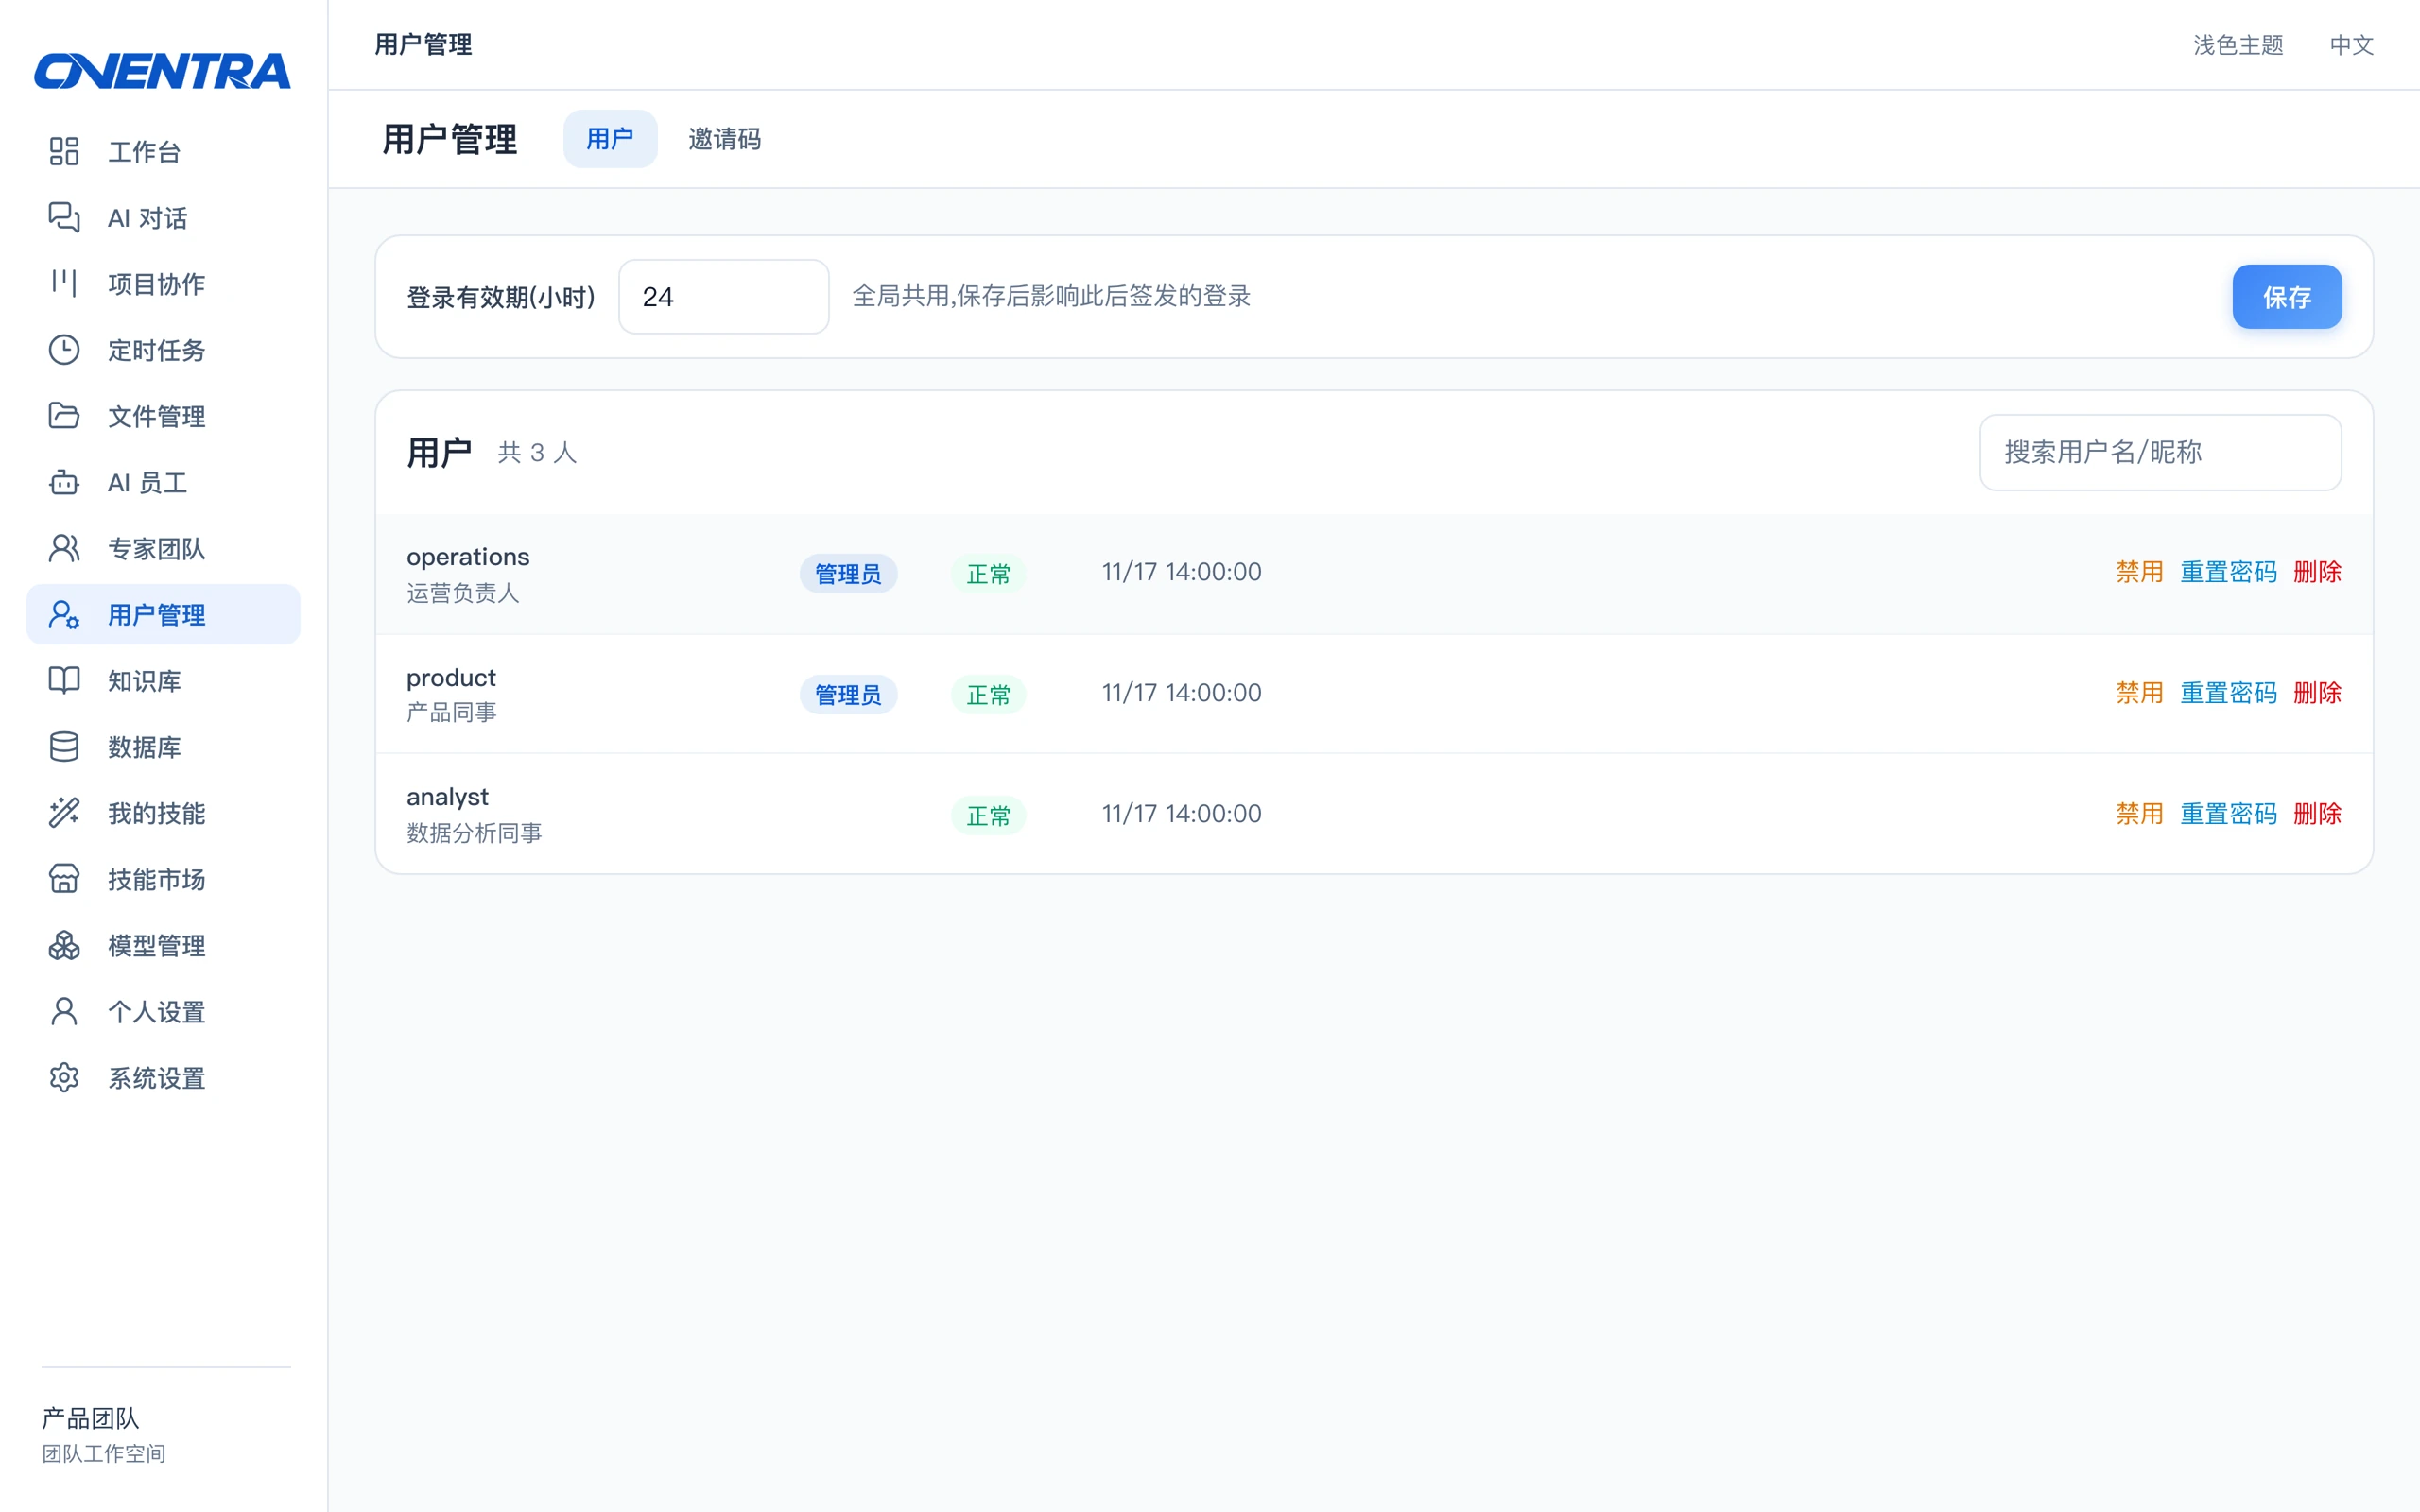 ONENTRA
工作台
AI 对话
项目协作
定时任务
文件管理
AI 员工
专家团队
用户管理
知识库
数据库
我的技能
技能市场
模型管理
个人设置
系统设置
产品团队
团队工作空间
用户管理 浅色主题 中文
用户管理 用户 邀请码
登录有效期(小时) 24 全局共用,保存后影响此后签发的登录 保存
用户 共 3 人 搜索用户名/昵称
operations 管理员 正常 11/17 14:00:00 禁用 重置密码 删除
运营负责人
product 管理员 正常 11/17 14:00:00 禁用 重置密码 删除
产品同事
analyst 正常 11/17 14:00:00 禁用 重置密码 删除
数据分析同事